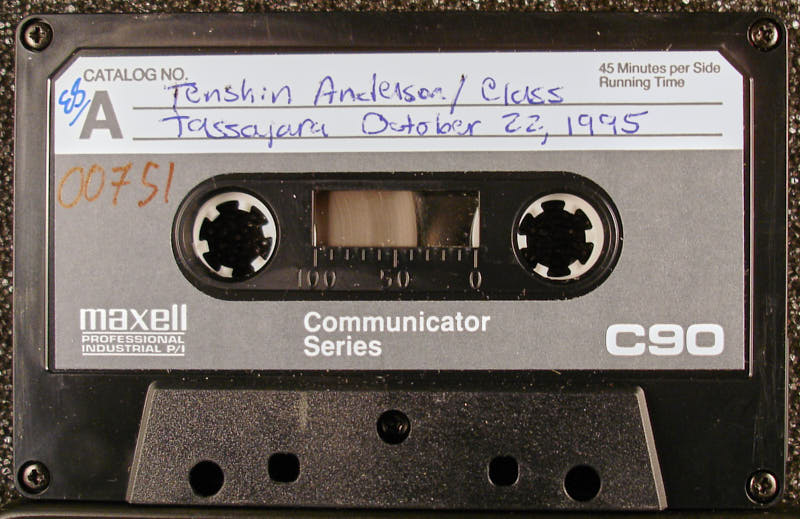 CATALOG NO.
45 Minutes per Side
Running Time
A
Tenshin Anderson / Class
Tassajara October 22, 1995
00751
100 50 0
maxell
PROFESSIONAL
INDUSTRIAL P/I
Communicator
Series
C90